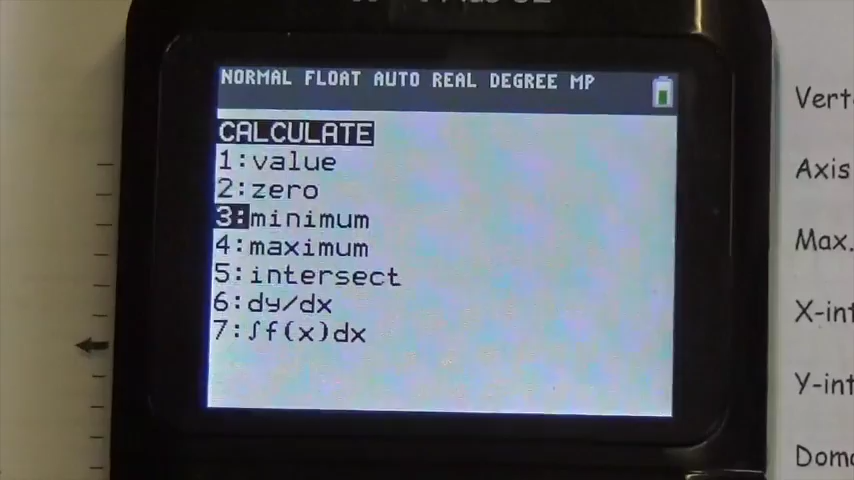 NORMAL FLOAT AUTO REAL DEGREE MP
CALCULATE
1:value
2:zero
3:minimum
4:maximum
5:intersect
6:dy/dx
7:∫f(x)dx
Vert
Axis
Max.
X-int
Y-int
Doma